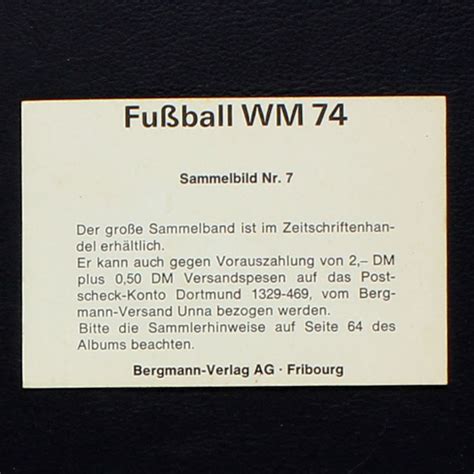 Fußball WM 74
Sammelbild Nr. 7
Der große Sammelband ist im Zeitschriftenhan-
del erhältlich.
Er kann auch gegen Vorauszahlung von 2,– DM
plus 0,50 DM Versandspesen auf das Post-
scheck-Konto Dortmund 1329-469, vom Berg-
mann-Versand Unna bezogen werden.
Bitte die Sammlerhinweise auf Seite 64 des
Albums beachten.
Bergmann-Verlag AG · Fribourg